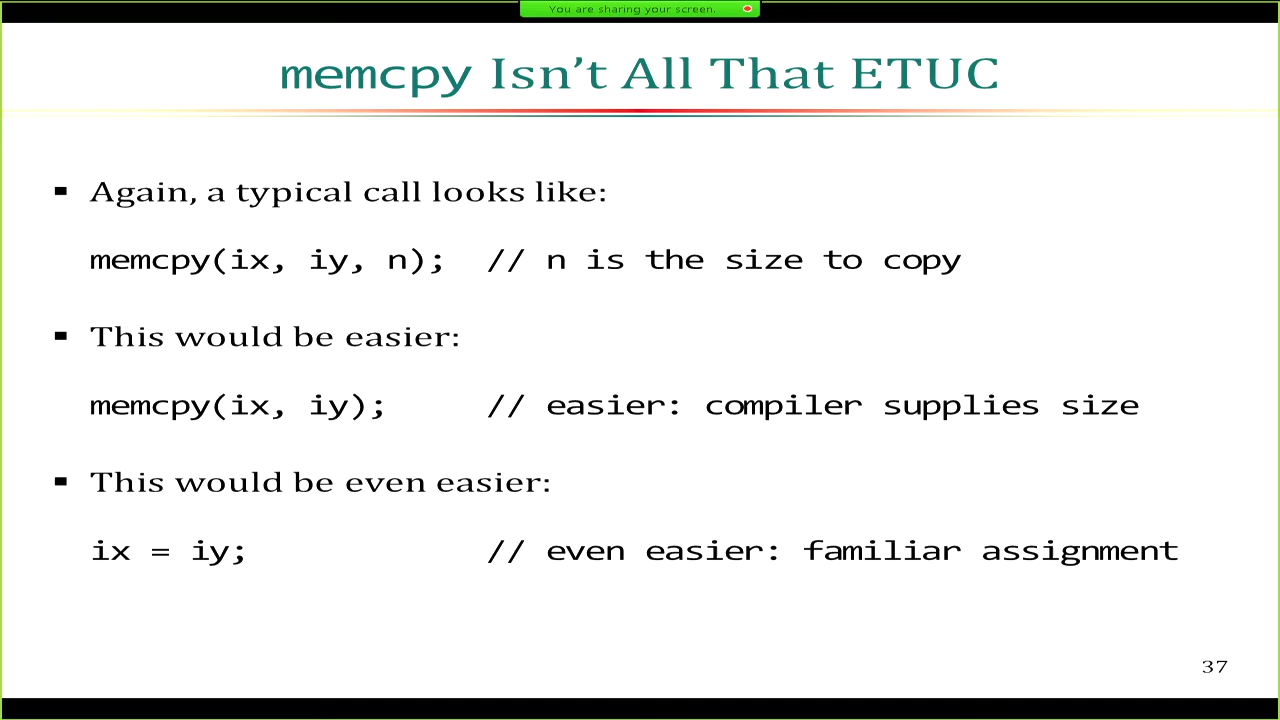 You are sharing your screen.
memcpy Isn’t All That ETUC
▪ Again, a typical call looks like:
memcpy(ix, iy, n);  // n is the size to copy
▪ This would be easier:
memcpy(ix, iy);     // easier: compiler supplies size
▪ This would be even easier:
ix = iy;            // even easier: familiar assignment
37